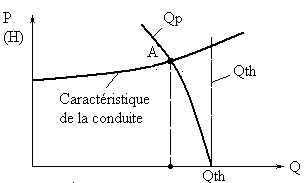 P
(H)
Qp
A
Qth
Caractéristique
de la conduite
Qth
Q